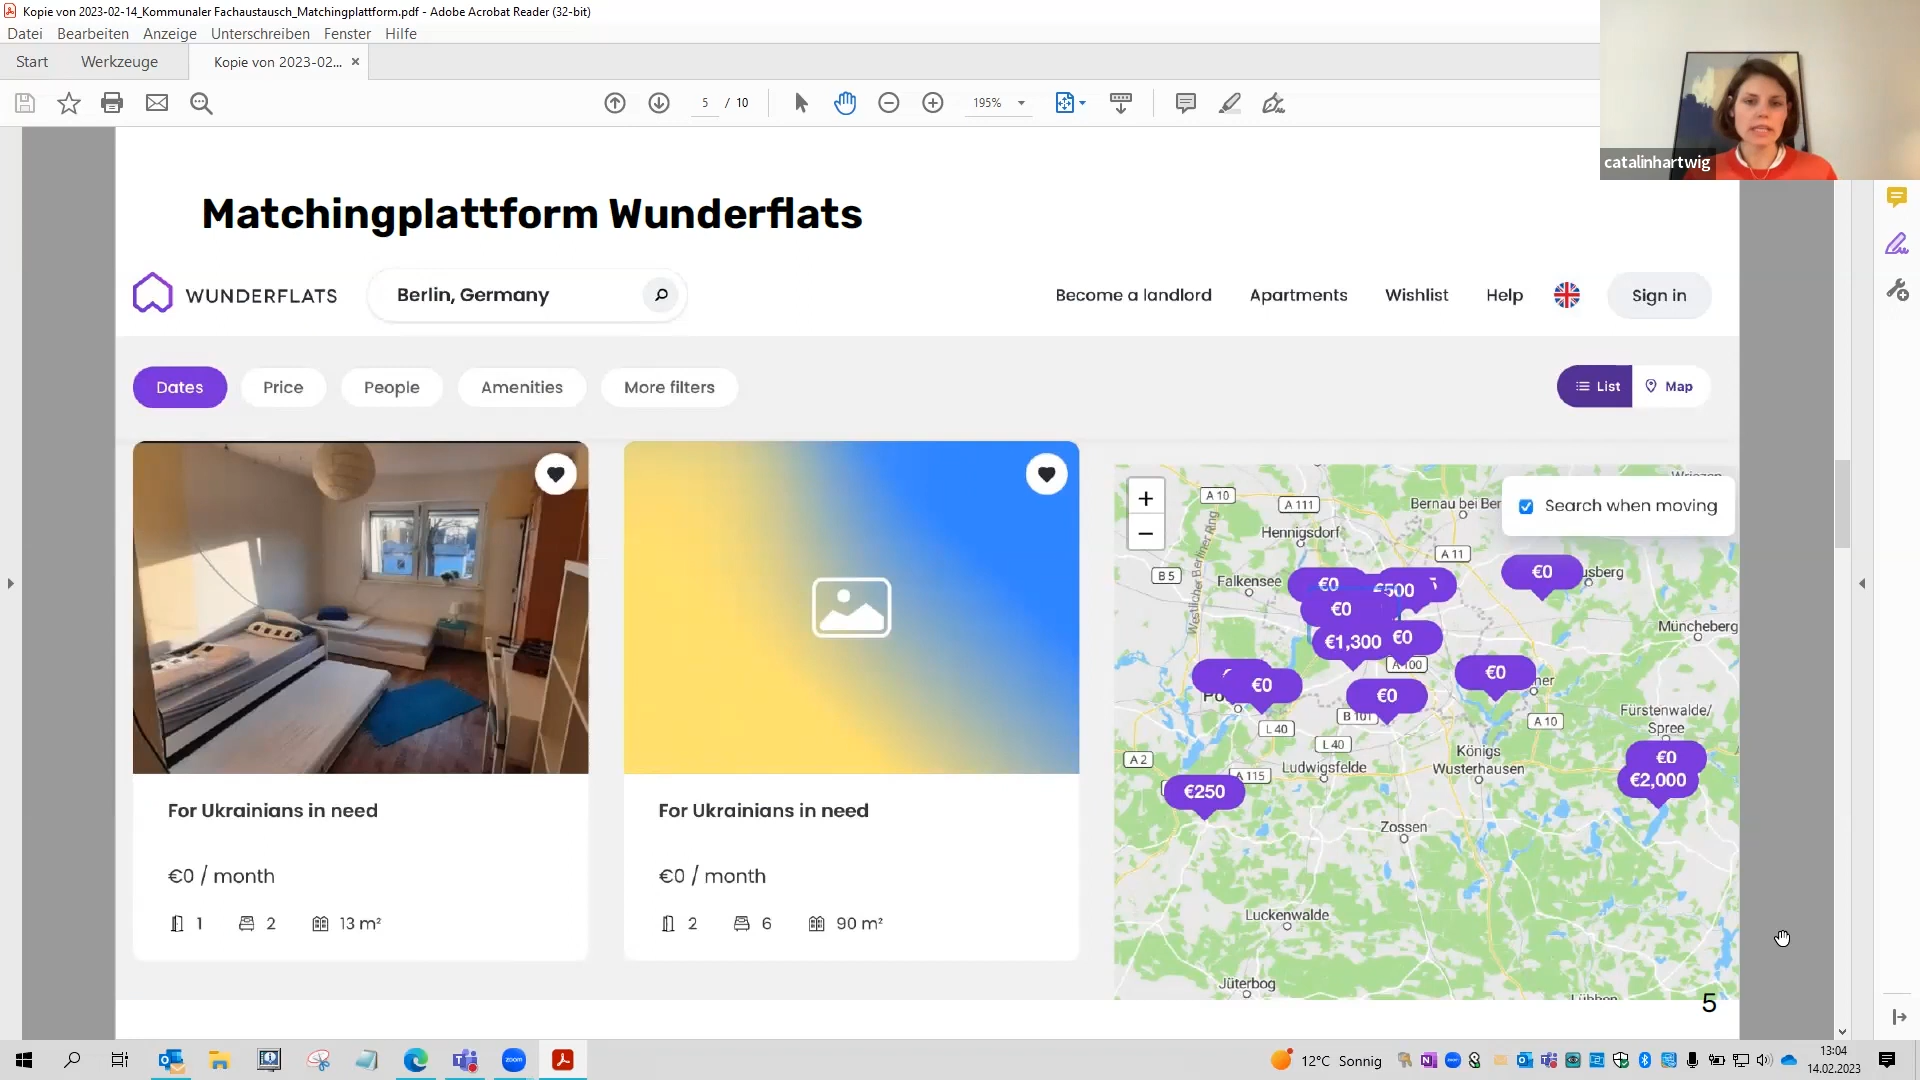 Kopie von 2023-02-14_Kommunaler Fachaustausch_Matchingplattform.pdf - Adobe Acrobat Reader (32-bit)
Datei Bearbeiten Anzeige Unterschreiben Fenster Hilfe
Start Werkzeuge Kopie von 2023-02... ×
5 / 10 195%
catalinhartwig
Matchingplattform Wunderflats
WUNDERFLATS Berlin, Germany Become a landlord Apartments Wishlist Help Sign in
Dates Price People Amenities More filters List Map
For Ukrainians in need
€0 / month
1 2 13 m²
For Ukrainians in need
€0 / month
2 6 90 m²
+
−
Search when moving
A 10
A 111
Bernau bei Ber
Hennigsdorf
A 11
B 5
Falkensee
Westlicher Berliner Ring
€0
€500
€0
usberg
€0
€1,300
€0
Müncheberg
A 100
€0
€0
ner
€0
B 101
L 40
A 10
Fürstenwalde/
Spree
L 40
Königs
Wusterhausen
A 2
A 115
Ludwigsfelde
€0
€2,000
€250
Zossen
Luckenwalde
Jüterbog
5
12°C Sonnig
13:04
14.02.2023